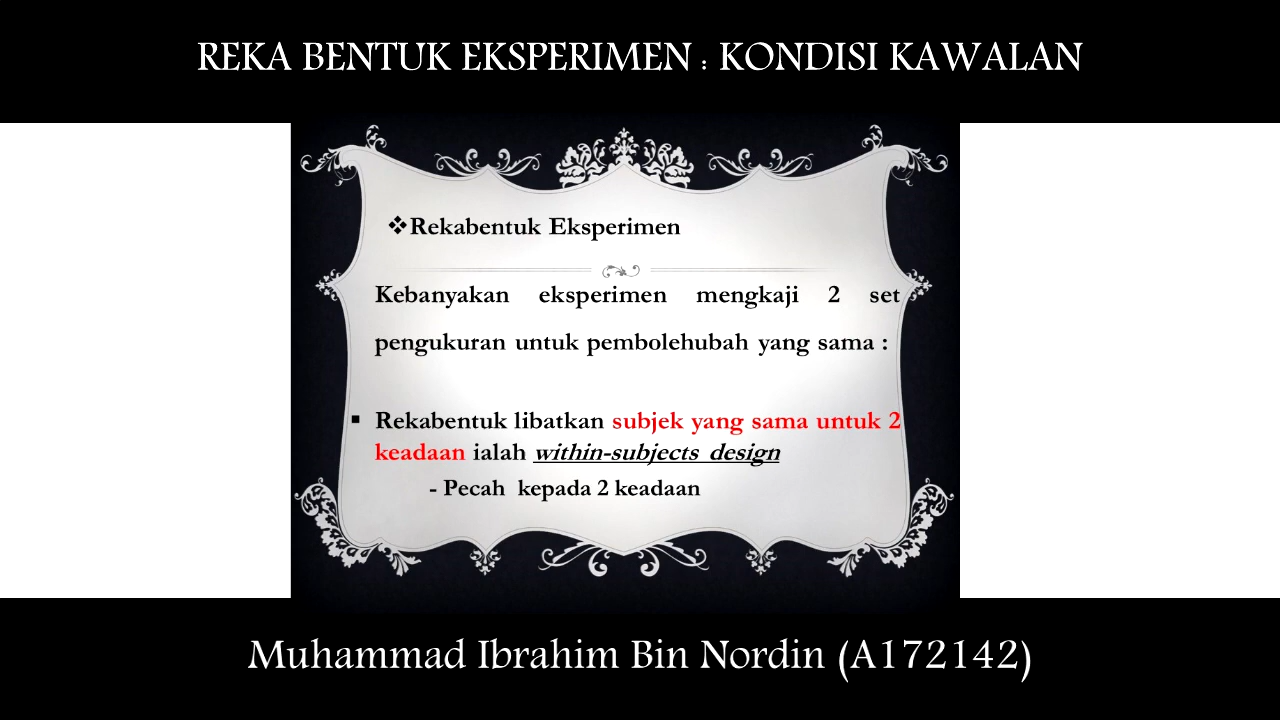 REKA BENTUK EKSPERIMEN : KONDISI KAWALAN
❖Rekabentuk Eksperimen
Kebanyakan eksperimen mengkaji 2 set
pengukuran untuk pembolehubah yang sama :
▪ Rekabentuk libatkan subjek yang sama untuk 2
keadaan ialah within-subjects design
- Pecah kepada 2 keadaan
Muhammad Ibrahim Bin Nordin (A172142)